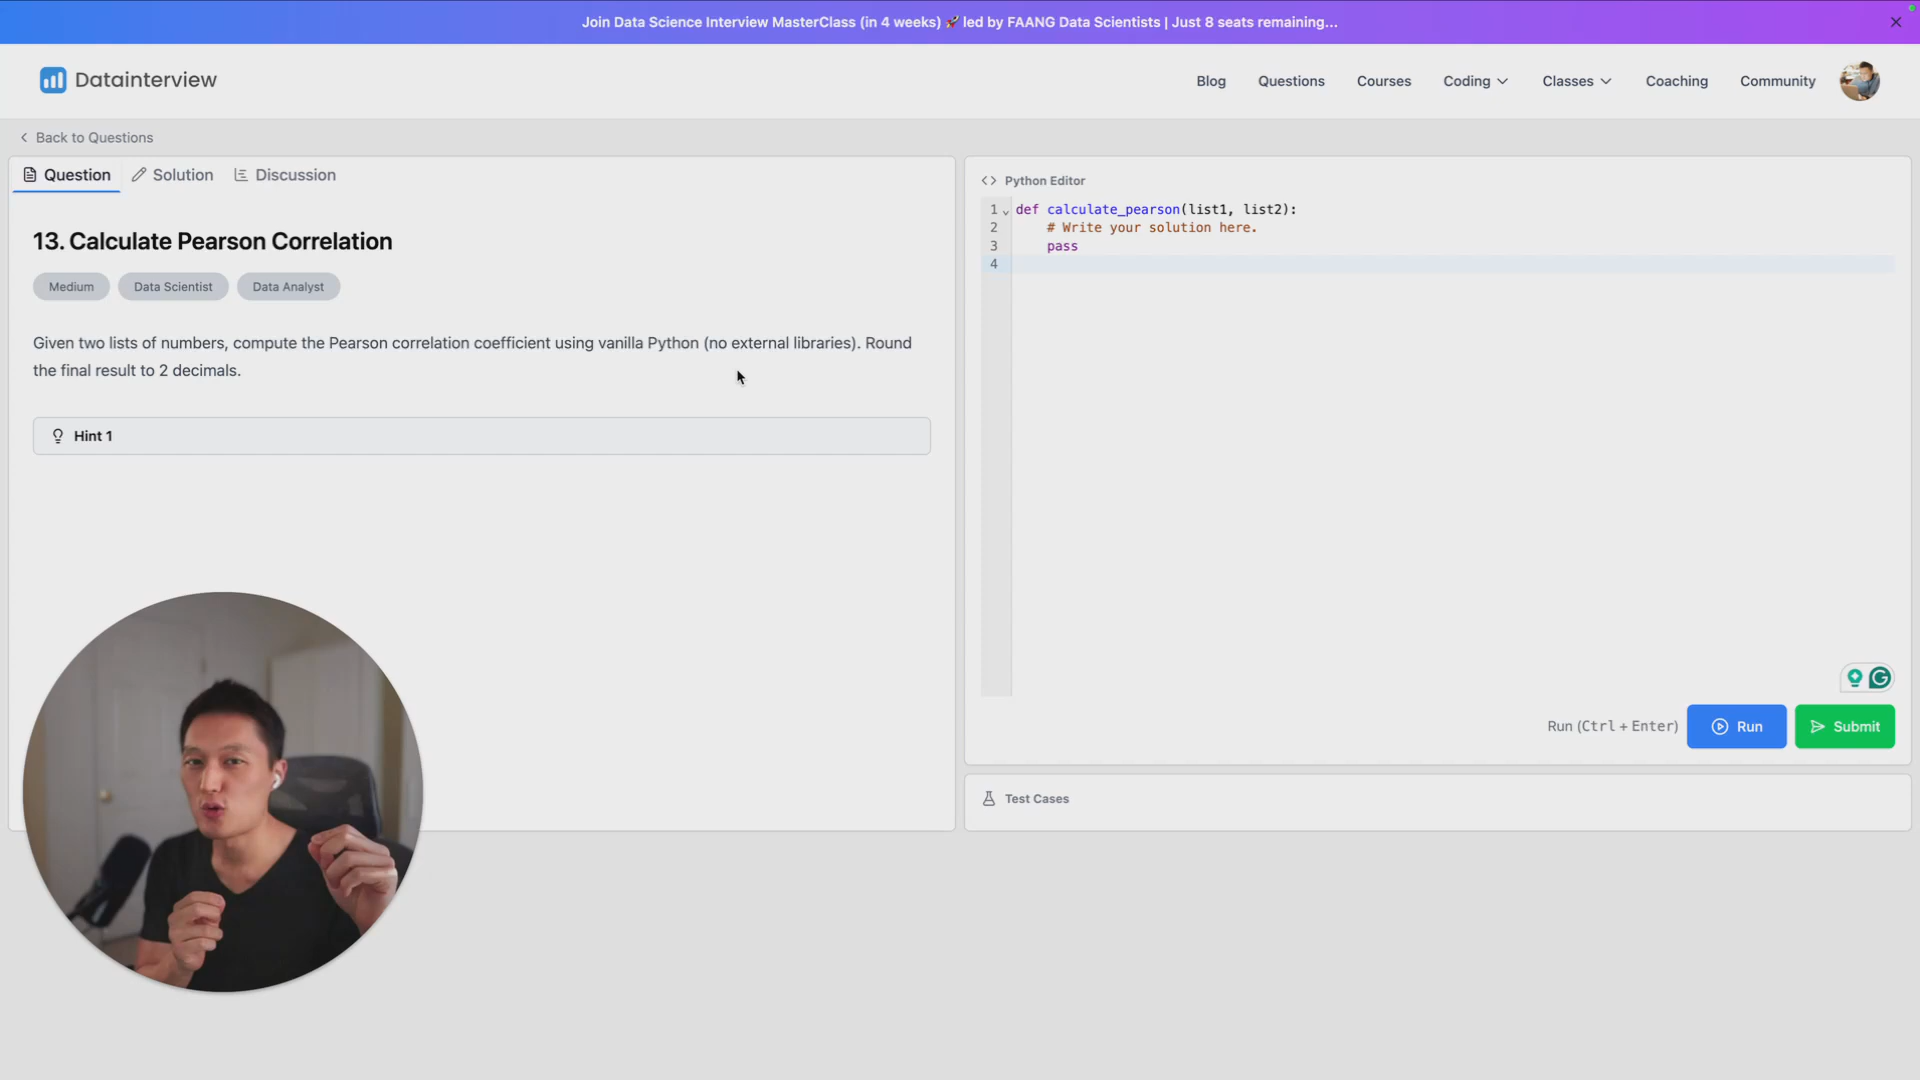 Join Data Science Interview MasterClass (in 4 weeks) 🚀 led by FAANG Data Scientists | Just 8 seats remaining...
Datainterview
Blog
Questions
Courses
Coding
Classes
Coaching
Community
Back to Questions
Question
Solution
Discussion
13. Calculate Pearson Correlation
Medium
Data Scientist
Data Analyst
Given two lists of numbers, compute the Pearson correlation coefficient using vanilla Python (no external libraries). Round
the final result to 2 decimals.
Hint 1
Python Editor
1 def calculate_pearson(list1, list2):
2 # Write your solution here.
3 pass
4
Run (Ctrl + Enter)
Run
Submit
Test Cases